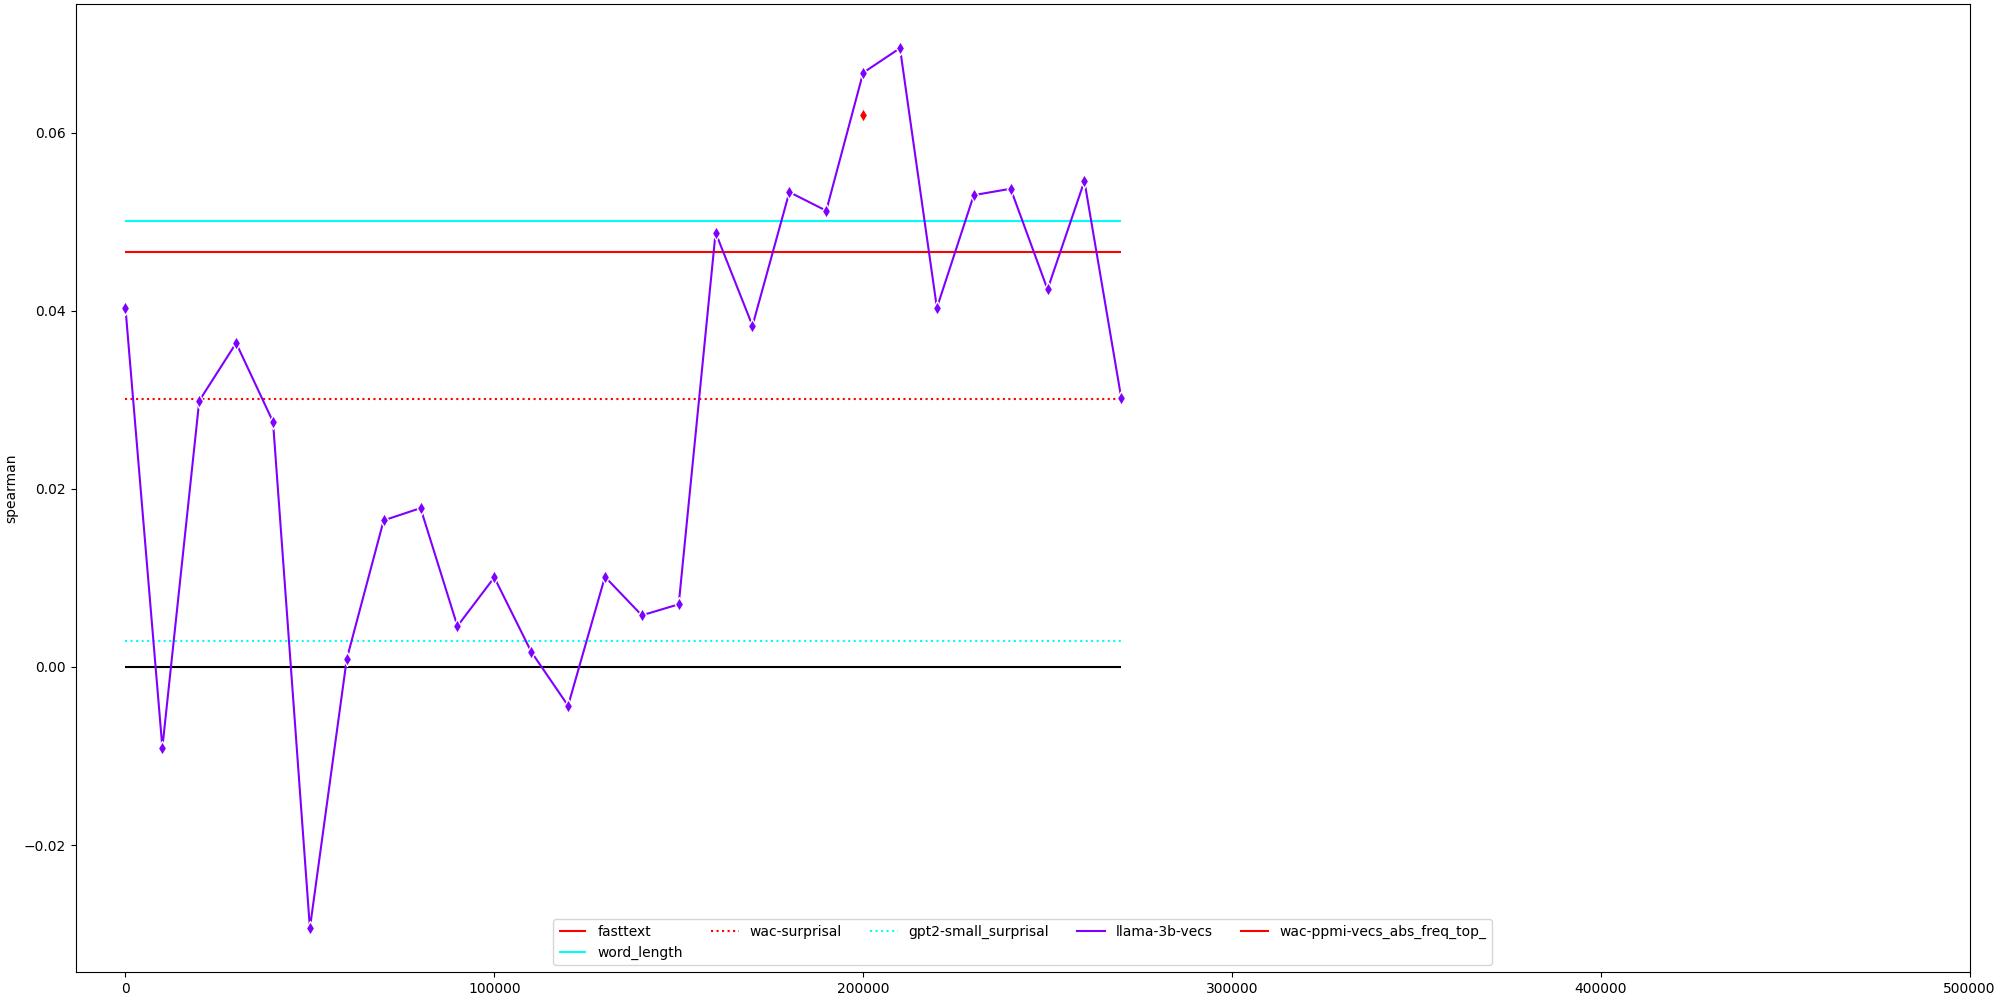 spearman
0.06
0.04
0.02
0.00
−0.02
0
100000
200000
300000
400000
500000
fasttext
word_length
wac-surprisal
gpt2-small_surprisal
llama-3b-vecs
wac-ppmi-vecs_abs_freq_top_